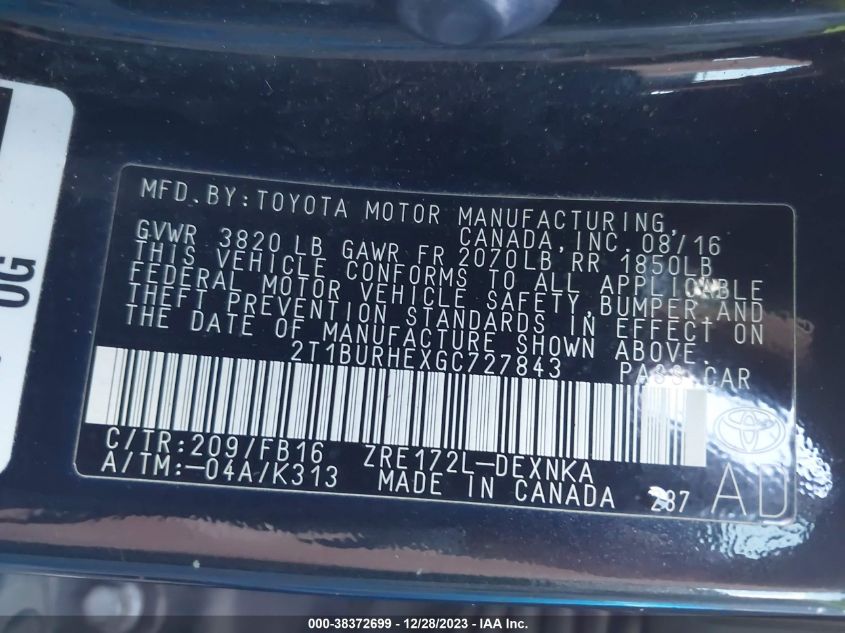 MFD. BY: TOYOTA MOTOR MANUFACTURING,
CANADA, INC. 08/16
GVWR 3820 LB GAWR FR 2070LB RR 1850LB
THIS VEHICLE CONFORMS TO ALL APPLICABLE
FEDERAL MOTOR VEHICLE SAFETY, BUMPER AND
THEFT PREVENTION STANDARDS IN EFFECT ON
THE DATE OF MANUFACTURE SHOWN ABOVE.
2T1BURHEXGC727843 PASS. CAR
C/TR: 209/FB16 ZRE172L-DEXNKA
A/TM: -04A/K313 MADE IN CANADA 287 AD
OG
000-38372699 - 12/28/2023 - IAA Inc.